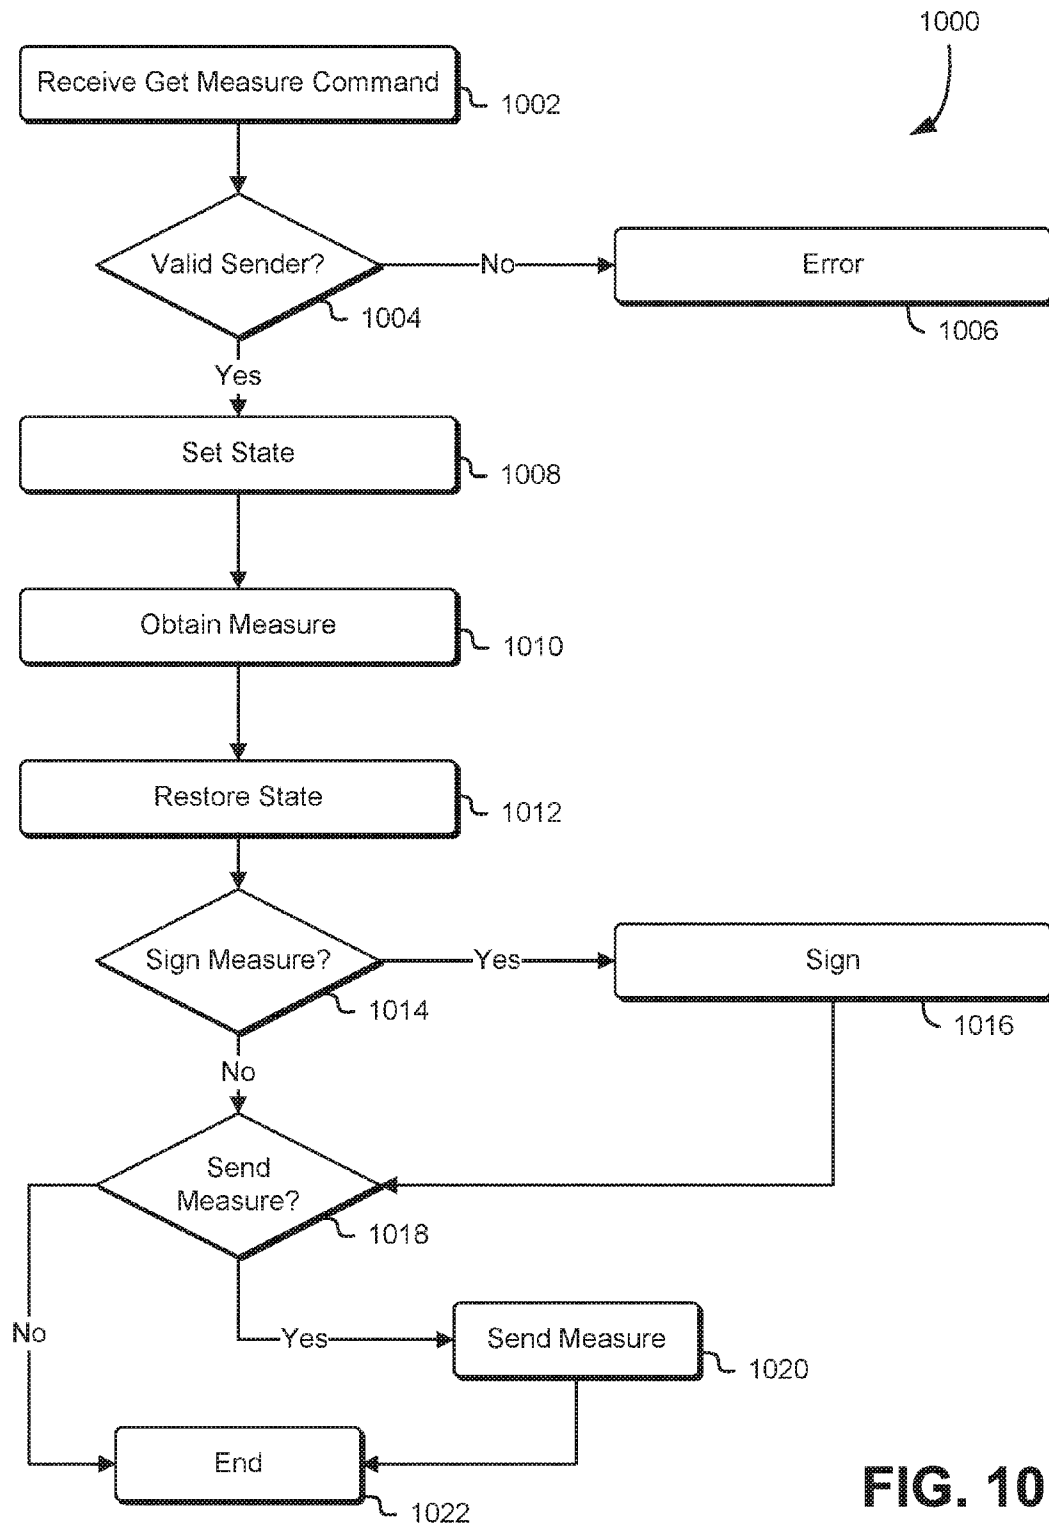 1000
Receive Get Measure Command
1002
Valid Sender?
No
Error
1004
1006
Yes
Set State
1008
Obtain Measure
1010
Restore State
1012
Sign Measure?
Yes
Sign
1014
1016
No
Send
Measure?
1018
No
Yes
Send Measure
1020
End
1022
FIG. 10